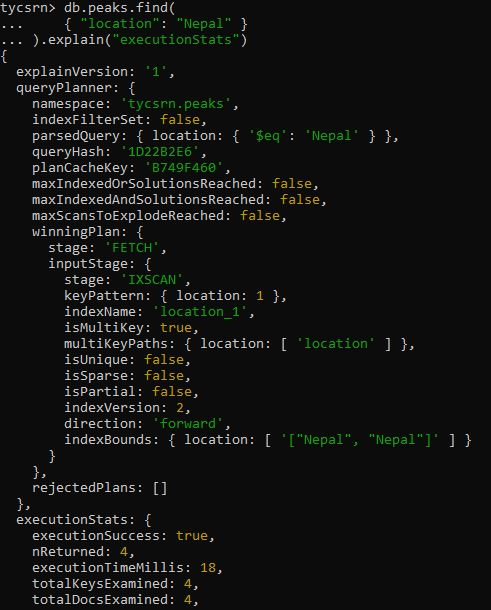 tycsrn> db.peaks.find(
...     { "location": "Nepal" }
... ).explain("executionStats")
{
  explainVersion: '1',
  queryPlanner: {
    namespace: 'tycsrn.peaks',
    indexFilterSet: false,
    parsedQuery: { location: { '$eq': 'Nepal' } },
    queryHash: '1D22B2E6',
    planCacheKey: 'B749F460',
    maxIndexedOrSolutionsReached: false,
    maxIndexedAndSolutionsReached: false,
    maxScansToExplodeReached: false,
    winningPlan: {
      stage: 'FETCH',
      inputStage: {
        stage: 'IXSCAN',
        keyPattern: { location: 1 },
        indexName: 'location_1',
        isMultiKey: true,
        multiKeyPaths: { location: [ 'location' ] },
        isUnique: false,
        isSparse: false,
        isPartial: false,
        indexVersion: 2,
        direction: 'forward',
        indexBounds: { location: [ '["Nepal", "Nepal"]' ] }
      }
    },
    rejectedPlans: []
  },
  executionStats: {
    executionSuccess: true,
    nReturned: 4,
    executionTimeMillis: 18,
    totalKeysExamined: 4,
    totalDocsExamined: 4,